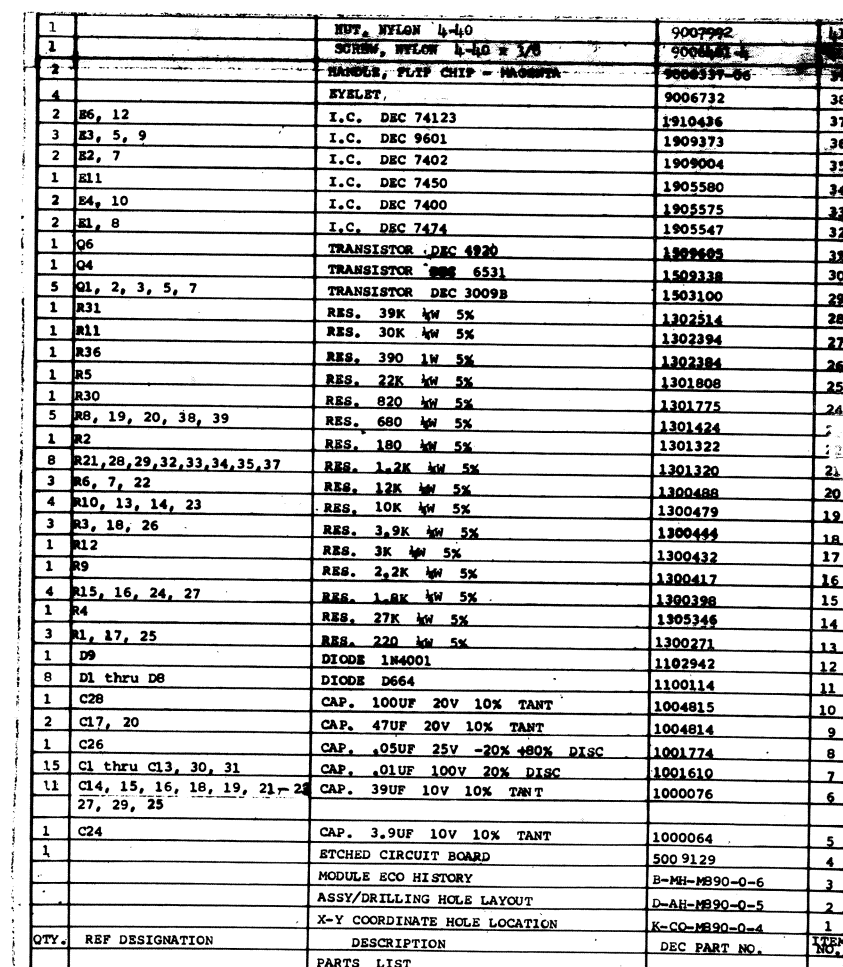 1 NUT, NYLON 4-40 9007992
1 SCREW, NYLON 4-40 x 3/8
2 HANDLE, FLIP CHIP - MAGENTA 9008337-06
4 EYELET, 9006732 38
2 E6, 12 I.C. DEC 74123 1910436 37
3 E3, 5, 9 I.C. DEC 9601 1909373 36
2 E2, 7 I.C. DEC 7402 1909004 35
1 E11 I.C. DEC 7450 1905580 34
2 E4, 10 I.C. DEC 7400 1905575 33
2 E1, 8 I.C. DEC 7474 1905547 32
1 Q6 TRANSISTOR DEC 4920 1509605
1 Q4 TRANSISTOR DEC 6531 1509338 30
5 Q1, 2, 3, 5, 7 TRANSISTOR DEC 3009B 1503100 29
1 R31 RES. 39K ¼W 5% 1302514 28
1 R11 RES. 30K ¼W 5% 1302394 27
1 R36 RES. 390 1W 5% 1302384 26
1 R5 RES. 22K ¼W 5% 1301808 25
1 R30 RES. 820 ¼W 5% 1301775 24
5 R8, 19, 20, 38, 39 RES. 680 ¼W 5% 1301424
1 R2 RES. 180 ¼W 5% 1301322
8 R21,28,29,32,33,34,35,37 RES. 1.2K ¼W 5% 1301320 21
3 R6, 7, 22 RES. 12K ¼W 5% 1300488 20
4 R10, 13, 14, 23 RES. 10K ¼W 5% 1300479 19
3 R3, 18, 26 RES. 3.9K ¼W 5% 1300444 18
1 R12 RES. 3K ¼W 5% 1300432 17
1 R9 RES. 2.2K ¼W 5% 1300417 16
4 R15, 16, 24, 27 RES. 1.8K ¼W 5% 1300398 15
1 R4 RES. 27K ¼W 5% 1305346 14
3 R1, 17, 25 RES. 220 ¼W 5% 1300271 13
1 D9 DIODE 1N4001 1102942 12
8 D1 thru D8 DIODE D664 1100114 11
1 C28 CAP. 100UF 20V 10% TANT 1004815 10
2 C17, 20 CAP. 47UF 20V 10% TANT 1004814 9
1 C26 CAP. .05UF 25V -20% +80% DISC 1001774 8
15 C1 thru C13, 30, 31 CAP. .01UF 100V 20% DISC 1001610 7
11 C14, 15, 16, 18, 19, 21-23 CAP. 39UF 10V 10% TANT 1000076 6
27, 29, 25
1 C24 CAP. 3.9UF 10V 10% TANT 1000064 5
1 ETCHED CIRCUIT BOARD 5009129 4
MODULE ECO HISTORY B-MH-M890-0-6 3
ASSY/DRILLING HOLE LAYOUT D-AH-M890-0-5 2
X-Y COORDINATE HOLE LOCATION K-CO-M890-0-4 1
QTY. REF DESIGNATION DESCRIPTION DEC PART NO. ITEM NO.
PARTS LIST